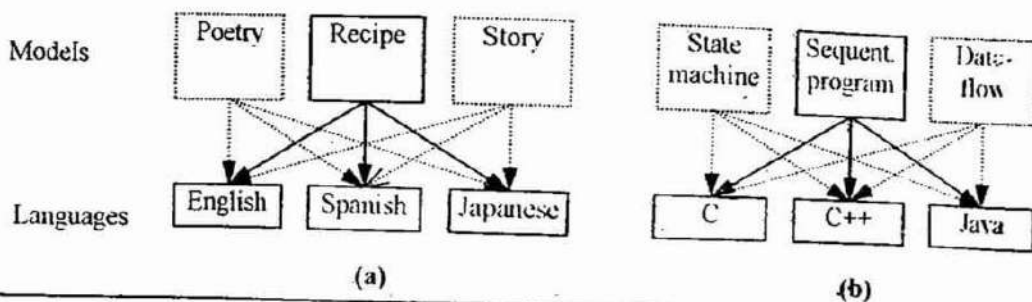 Models
Poetry
Recipe
Story
English
Spanish
Japanese
Languages
(a)
State
machine
Sequent.
program
Data-
flow
C
C++
Java
(b)